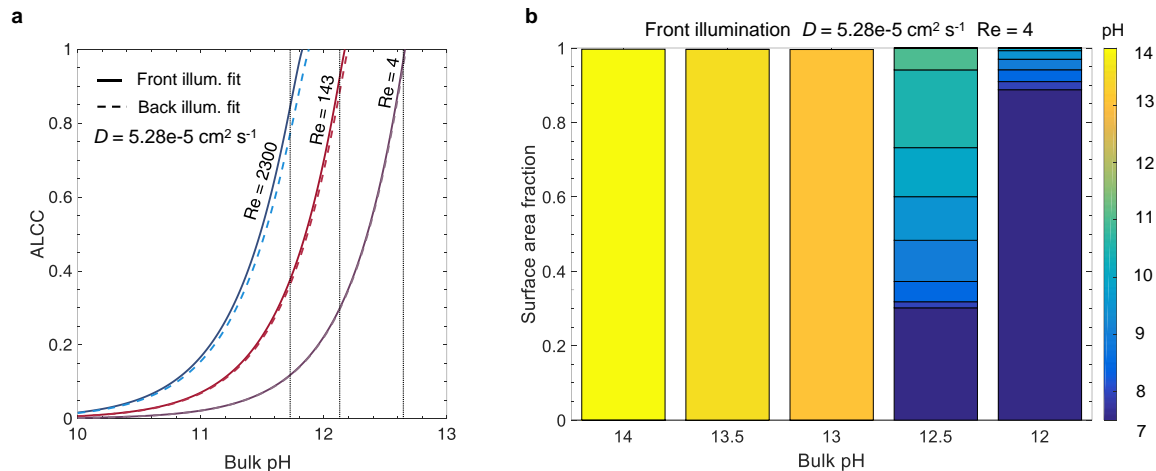 a
1
0.8
0.6
0.4
0.2
0
ALCC
Front illum. fit
Back illum. fit
D = 5.28e-5 cm² s⁻¹
Re = 2300
Re = 143
Re = 4
10
11
12
13
Bulk pH
b
Front illumination D = 5.28e-5 cm² s⁻¹ Re = 4
1
0.8
0.6
0.4
0.2
0
Surface area fraction
14
13.5
13
12.5
12
Bulk pH
pH
14
13
12
11
10
9
8
7